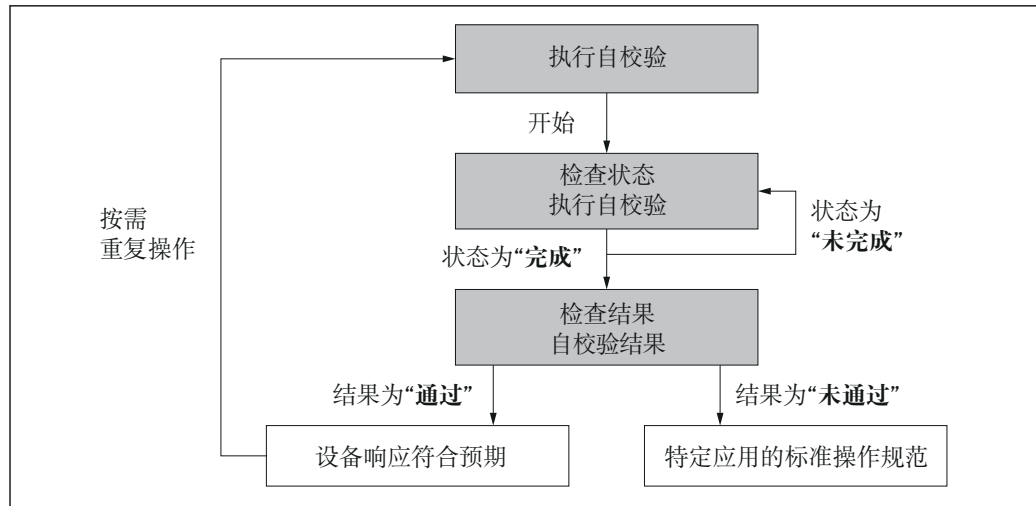 执行自校验
开始
检查状态
执行自校验
按需
重复操作
状态为
“未完成”
状态为“完成”
检查结果
自校验结果
结果为“通过”
结果为“未通过”
设备响应符合预期
特定应用的标准操作规范